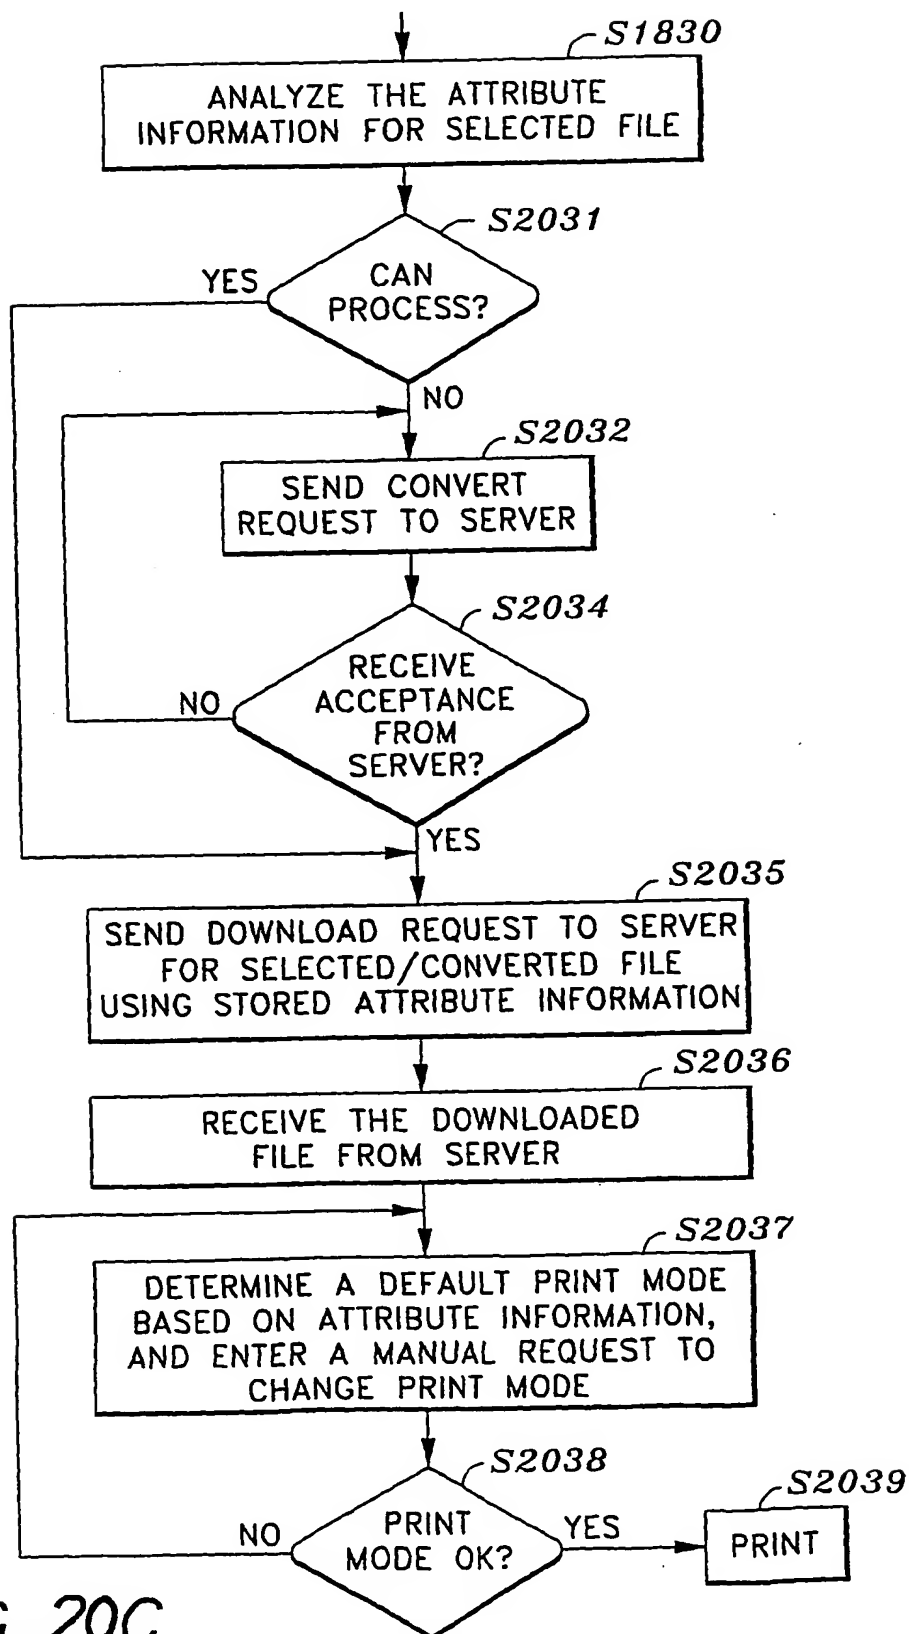 S1830
ANALYZE THE ATTRIBUTE
INFORMATION FOR SELECTED FILE
S2031
CAN
PROCESS?
YES
NO
S2032
SEND CONVERT
REQUEST TO SERVER
S2034
RECEIVE
ACCEPTANCE
FROM
SERVER?
NO
YES
S2035
SEND DOWNLOAD REQUEST TO SERVER
FOR SELECTED/CONVERTED FILE
USING STORED ATTRIBUTE INFORMATION
S2036
RECEIVE THE DOWNLOADED
FILE FROM SERVER
S2037
DETERMINE A DEFAULT PRINT MODE
BASED ON ATTRIBUTE INFORMATION,
AND ENTER A MANUAL REQUEST TO
CHANGE PRINT MODE
S2038
PRINT
MODE OK?
NO
YES
S2039
PRINT
20C